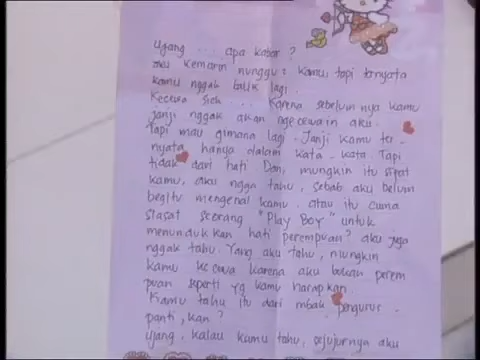 Ujang ... apa kabar ?
aku kemarin nunggu² kamu tapi ternyata
kamu nggak balik lagi.
Kecewa sich ... Karena sebelum nya kamu
janji nggak akan ngecewain aku.
Tapi mau gimana lagi. Janji kamu ter-
nyata hanya dalam kata-kata. Tapi
tidak dari hati Dan, mungkin itu sipat
kamu, aku ngga tahu, sebab aku belum
begitu mengenal kamu. atau itu cuma
siasat seorang "Play Boy" untuk
menundukkan hati perempuan? aku juga
nggak tahu. Yang aku tahu, mungkin
kamu kecewa karena aku bukan perem
puan seperti yg kamu harapkan.
Kamu tahu itu dari mbak pengurus
panti, kan?
Ujang, kalau kamu tahu, sejujurnya aku